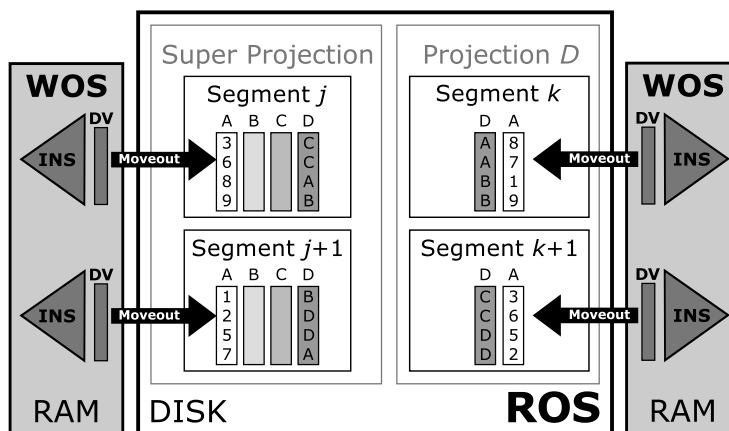 Super Projection
Projection D
WOS
WOS
Segment j
Segment k
A B C D
D A
DV
DV
INS
Moveout
3 C
6 C
8 A
9 B
A 8
A 7
B 1
B 9
Moveout
INS
Segment j+1
Segment k+1
A B C D
D A
DV
DV
INS
Moveout
1 B
2 D
5 D
7 A
C 3
C 6
D 5
D 2
Moveout
INS
RAM
DISK
ROS
RAM